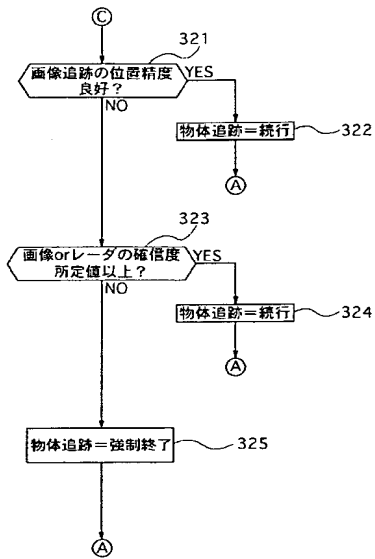 C
321
画像追跡の位置精度
良好?
YES
NO
物体追跡=続行
322
A
323
画像orレーダの確信度
所定値以上?
YES
NO
物体追跡=続行
324
A
物体追跡=強制終了
325
A